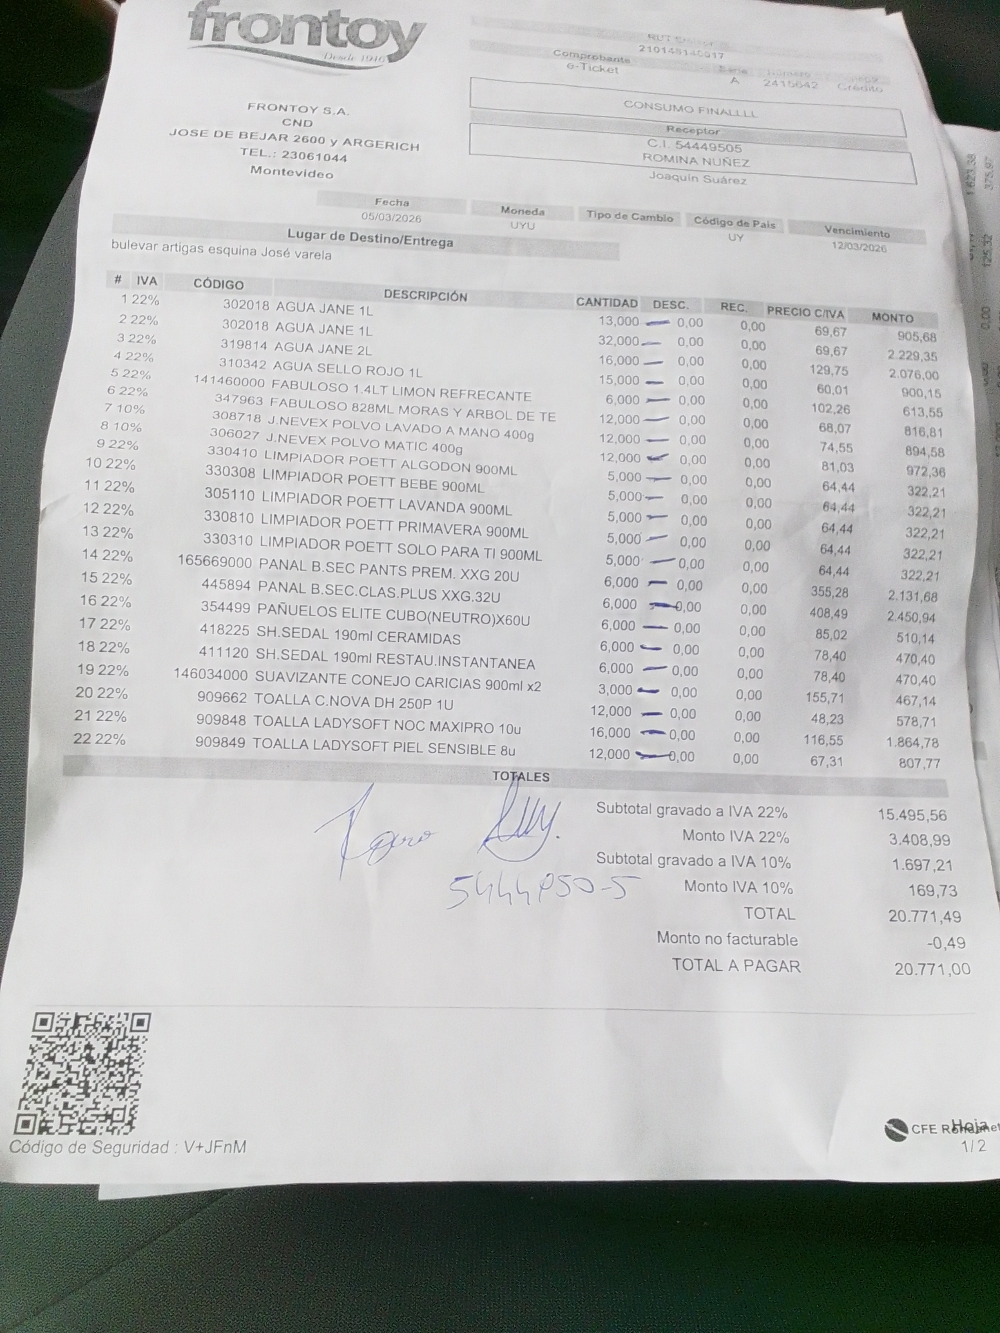 frontoy
Desde 1916
FRONTOY S.A.
CND
JOSE DE BEJAR 2600 y ARGERICH
TEL.: 23061044
Montevideo
210148140017
Comprobante Serie Número
e-Ticket A 2415642 Crédito
CONSUMO FINALLLL
Receptor
C.I. 54449505
ROMINA NUÑEZ
Joaquin Suárez
Fecha Moneda Tipo de Cambio Código de Pais Vencimiento
05/03/2026 UYU UY 12/03/2026
Lugar de Destino/Entrega
bulevar artigas esquina José varela
# IVA CÓDIGO DESCRIPCIÓN CANTIDAD DESC. REC. PRECIO C/IVA MONTO
1 22% 302018 AGUA JANE 1L 13,000 0,00 0,00 69,67 905,68
2 22% 302018 AGUA JANE 1L 32,000 0,00 0,00 69,67 2.229,35
3 22% 319814 AGUA JANE 2L 16,000 0,00 0,00 129,75 2.076,00
4 22% 310342 AGUA SELLO ROJO 1L 15,000 0,00 0,00 60,01 900,15
5 22% 141460000 FABULOSO 1.4LT LIMON REFRECANTE 6,000 0,00 0,00 102,26 613,55
6 22% 347963 FABULOSO 828ML MORAS Y ARBOL DE TE 12,000 0,00 0,00 68,07 816,81
7 10% 308718 J.NEVEX POLVO LAVADO A MANO 400g 12,000 0,00 0,00 74,55 894,58
8 10% 306027 J.NEVEX POLVO MATIC 400g 12,000 0,00 0,00 81,03 972,36
9 22% 330410 LIMPIADOR POETT ALGODON 900ML 5,000 0,00 0,00 64,44 322,21
10 22% 330308 LIMPIADOR POETT BEBE 900ML 5,000 0,00 0,00 64,44 322,21
11 22% 305110 LIMPIADOR POETT LAVANDA 900ML 5,000 0,00 0,00 64,44 322,21
12 22% 330810 LIMPIADOR POETT PRIMAVERA 900ML 5,000 0,00 0,00 64,44 322,21
13 22% 330310 LIMPIADOR POETT SOLO PARA TI 900ML 5,000 0,00 0,00 64,44 322,21
14 22% 165669000 PANAL B.SEC PANTS PREM. XXG 20U 6,000 0,00 0,00 355,28 2.131,68
15 22% 445894 PANAL B.SEC.CLAS.PLUS XXG.32U 6,000 0,00 0,00 408,49 2.450,94
16 22% 354499 PAÑUELOS ELITE CUBO(NEUTRO)X60U 6,000 0,00 0,00 85,02 510,14
17 22% 418225 SH.SEDAL 190ml CERAMIDAS 6,000 0,00 0,00 78,40 470,40
18 22% 411120 SH.SEDAL 190ml RESTAU.INSTANTANEA 6,000 0,00 0,00 78,40 470,40
19 22% 146034000 SUAVIZANTE CONEJO CARICIAS 900ml x2 3,000 0,00 0,00 155,71 467,14
20 22% 909662 TOALLA C.NOVA DH 250P 1U 12,000 0,00 0,00 48,23 578,71
21 22% 909848 TOALLA LADYSOFT NOC MAXIPRO 10u 16,000 0,00 0,00 116,55 1.864,78
22 22% 909849 TOALLA LADYSOFT PIEL SENSIBLE 8u 12,000 0,00 0,00 67,31 807,77
TOTALES
Subtotal gravado a IVA 22% 15.495,56
Monto IVA 22% 3.408,99
Subtotal gravado a IVA 10% 1.697,21
Monto IVA 10% 169,73
TOTAL 20.771,49
Monto no facturable -0,49
TOTAL A PAGAR 20.771,00
5444950-5
Código de Seguridad : V+JFnM
CFE
Hoja
1/2